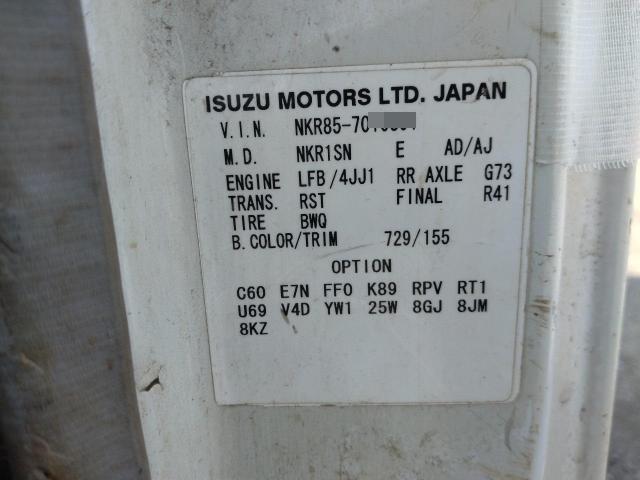 ISUZU MOTORS LTD. JAPAN
V.I.N. NKR85-70
M.D. NKR1SN E AD/AJ
ENGINE LFB/4JJ1 RR AXLE G73
TRANS. RST FINAL R41
TIRE BWQ
B.COLOR/TRIM 729/155
OPTION
C60 E7N FF0 K89 RPV RT1
U69 V4D YW1 25W 8GJ 8JM
8KZ